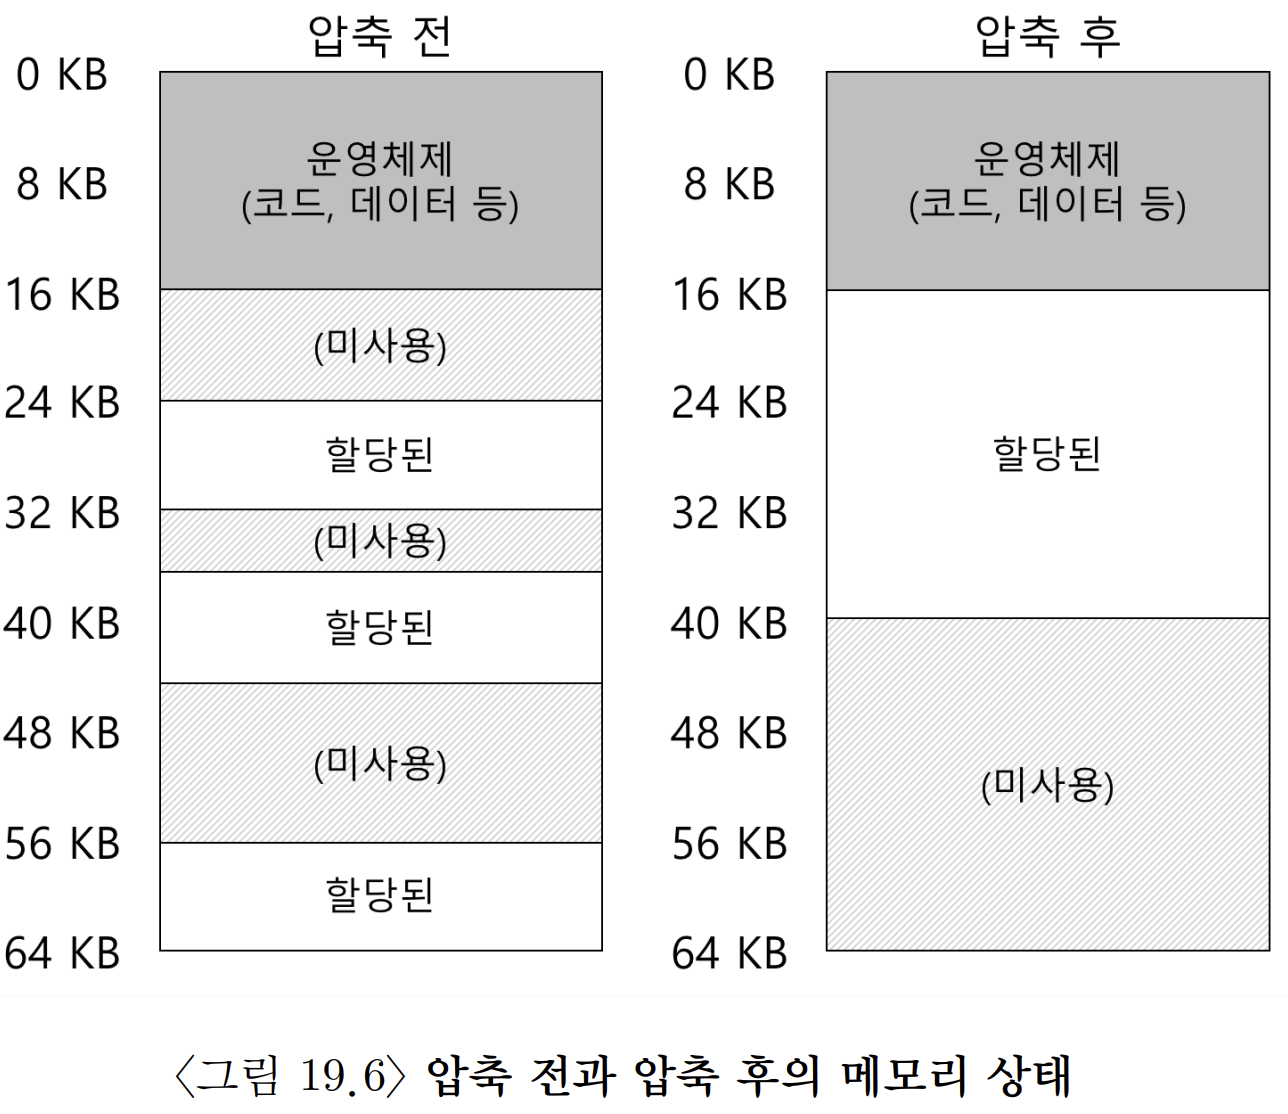 압축 전
0 KB
8 KB
16 KB
24 KB
32 KB
40 KB
48 KB
56 KB
64 KB
운영체제
(코드, 데이터 등)
(미사용)
할당된
(미사용)
할당된
(미사용)
할당된
압축 후
0 KB
8 KB
16 KB
24 KB
32 KB
40 KB
48 KB
56 KB
64 KB
운영체제
(코드, 데이터 등)
할당된
(미사용)
〈그림 19.6〉 압축 전과 압축 후의 메모리 상태